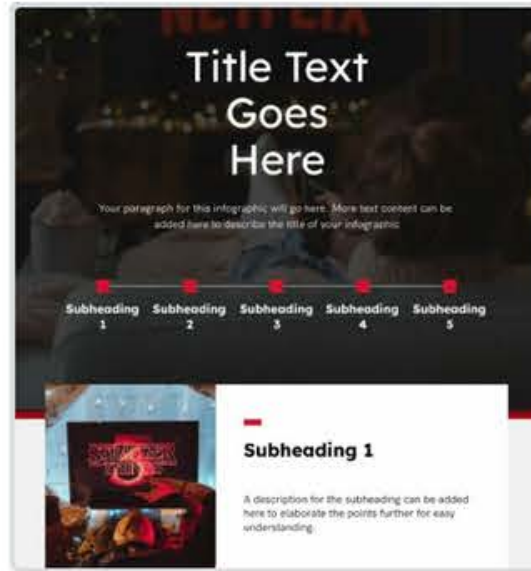 NETFLIX
Title Text
Goes
Here
Your paragraph for this infographic will go here. More text content can be
added here to describe the title of your infographic
Subheading
1
Subheading
2
Subheading
3
Subheading
4
Subheading
5
Subheading 1
A description for the subheading can be added
here to elaborate the points further for easy
understanding.